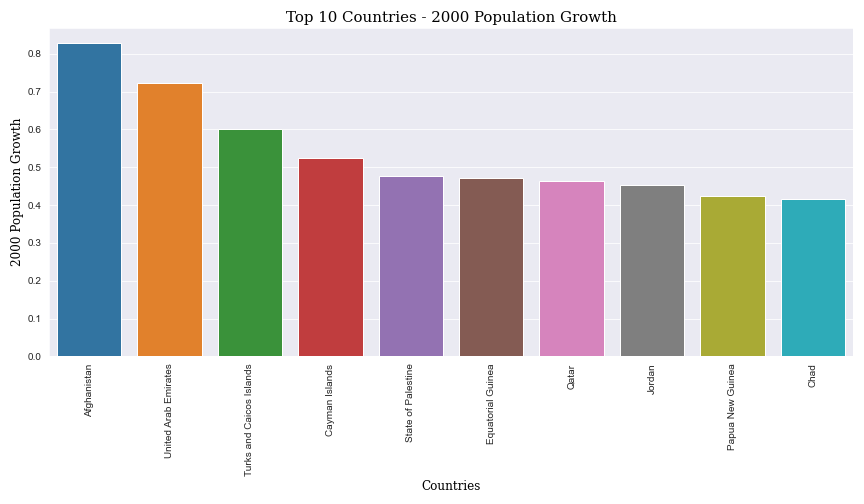 Top 10 Countries - 2000 Population Growth
2000 Population Growth
0.8
0.7
0.6
0.5
0.4
0.3
0.2
0.1
0.0
Afghanistan
United Arab Emirates
Turks and Caicos Islands
Cayman Islands
State of Palestine
Equatorial Guinea
Qatar
Jordan
Papua New Guinea
Chad
Countries